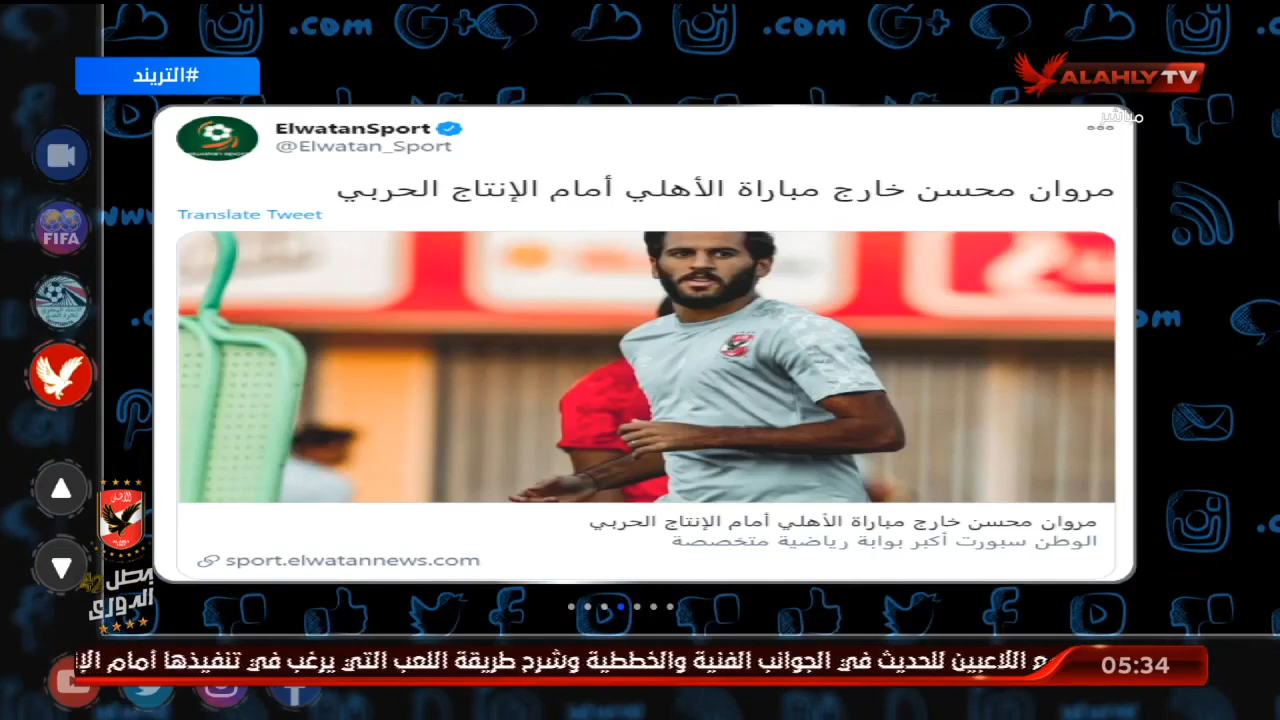 #التريند
ALAHLY TV
مباشر
ElwatanSport
@Elwatan_Sport
مروان محسن خارج مباراة الأهلي أمام الإنتاج الحربي
Translate Tweet
FIFA
مروان محسن خارج مباراة الأهلي أمام الإنتاج الحربي
الوطن سبورت أكبر بوابة رياضية متخصصة
sport.elwatannews.com
بطل
42
الدوري
ع اللاعبين للحديث في الجوانب الفنية والخططية وشرح طريقة اللعب التي يرغب في تنفيذها أمام الإ
05:34